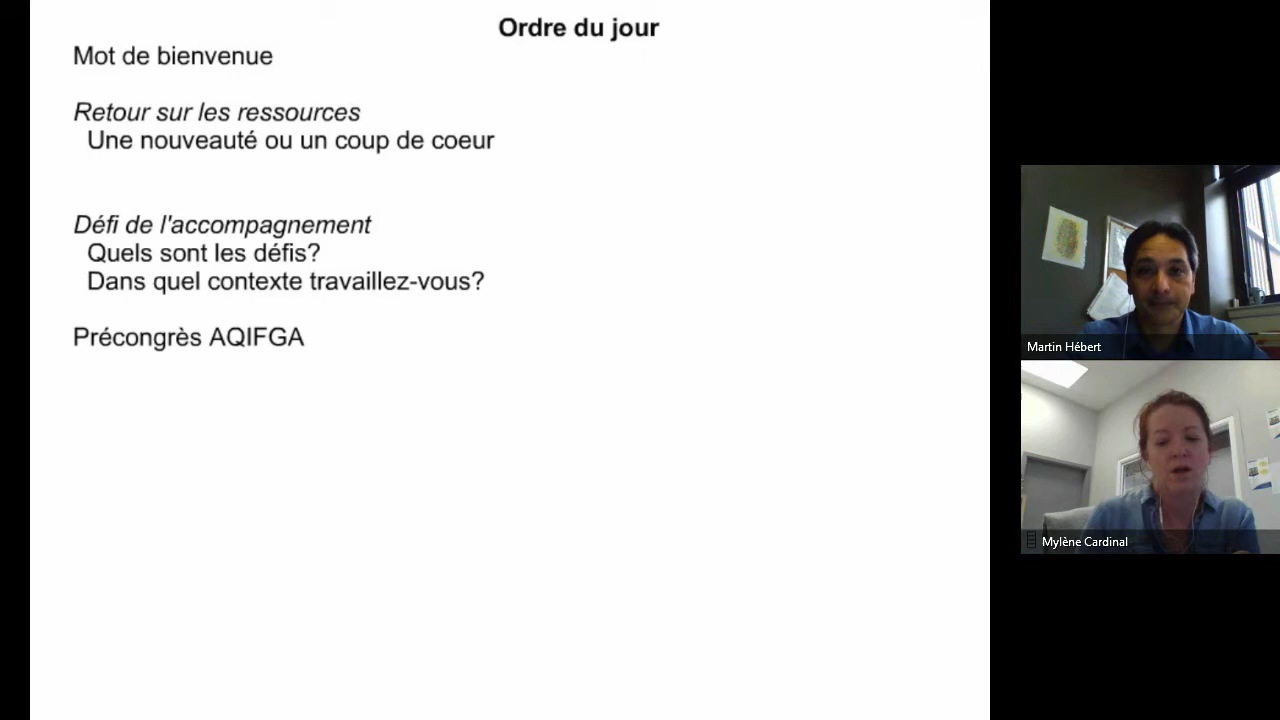 Ordre du jour
Mot de bienvenue
Retour sur les ressources
Une nouveauté ou un coup de coeur
Défi de l'accompagnement
Quels sont les défis?
Dans quel contexte travaillez-vous?
Précongrès AQIFGA
Martin Hébert
Mylène Cardinal